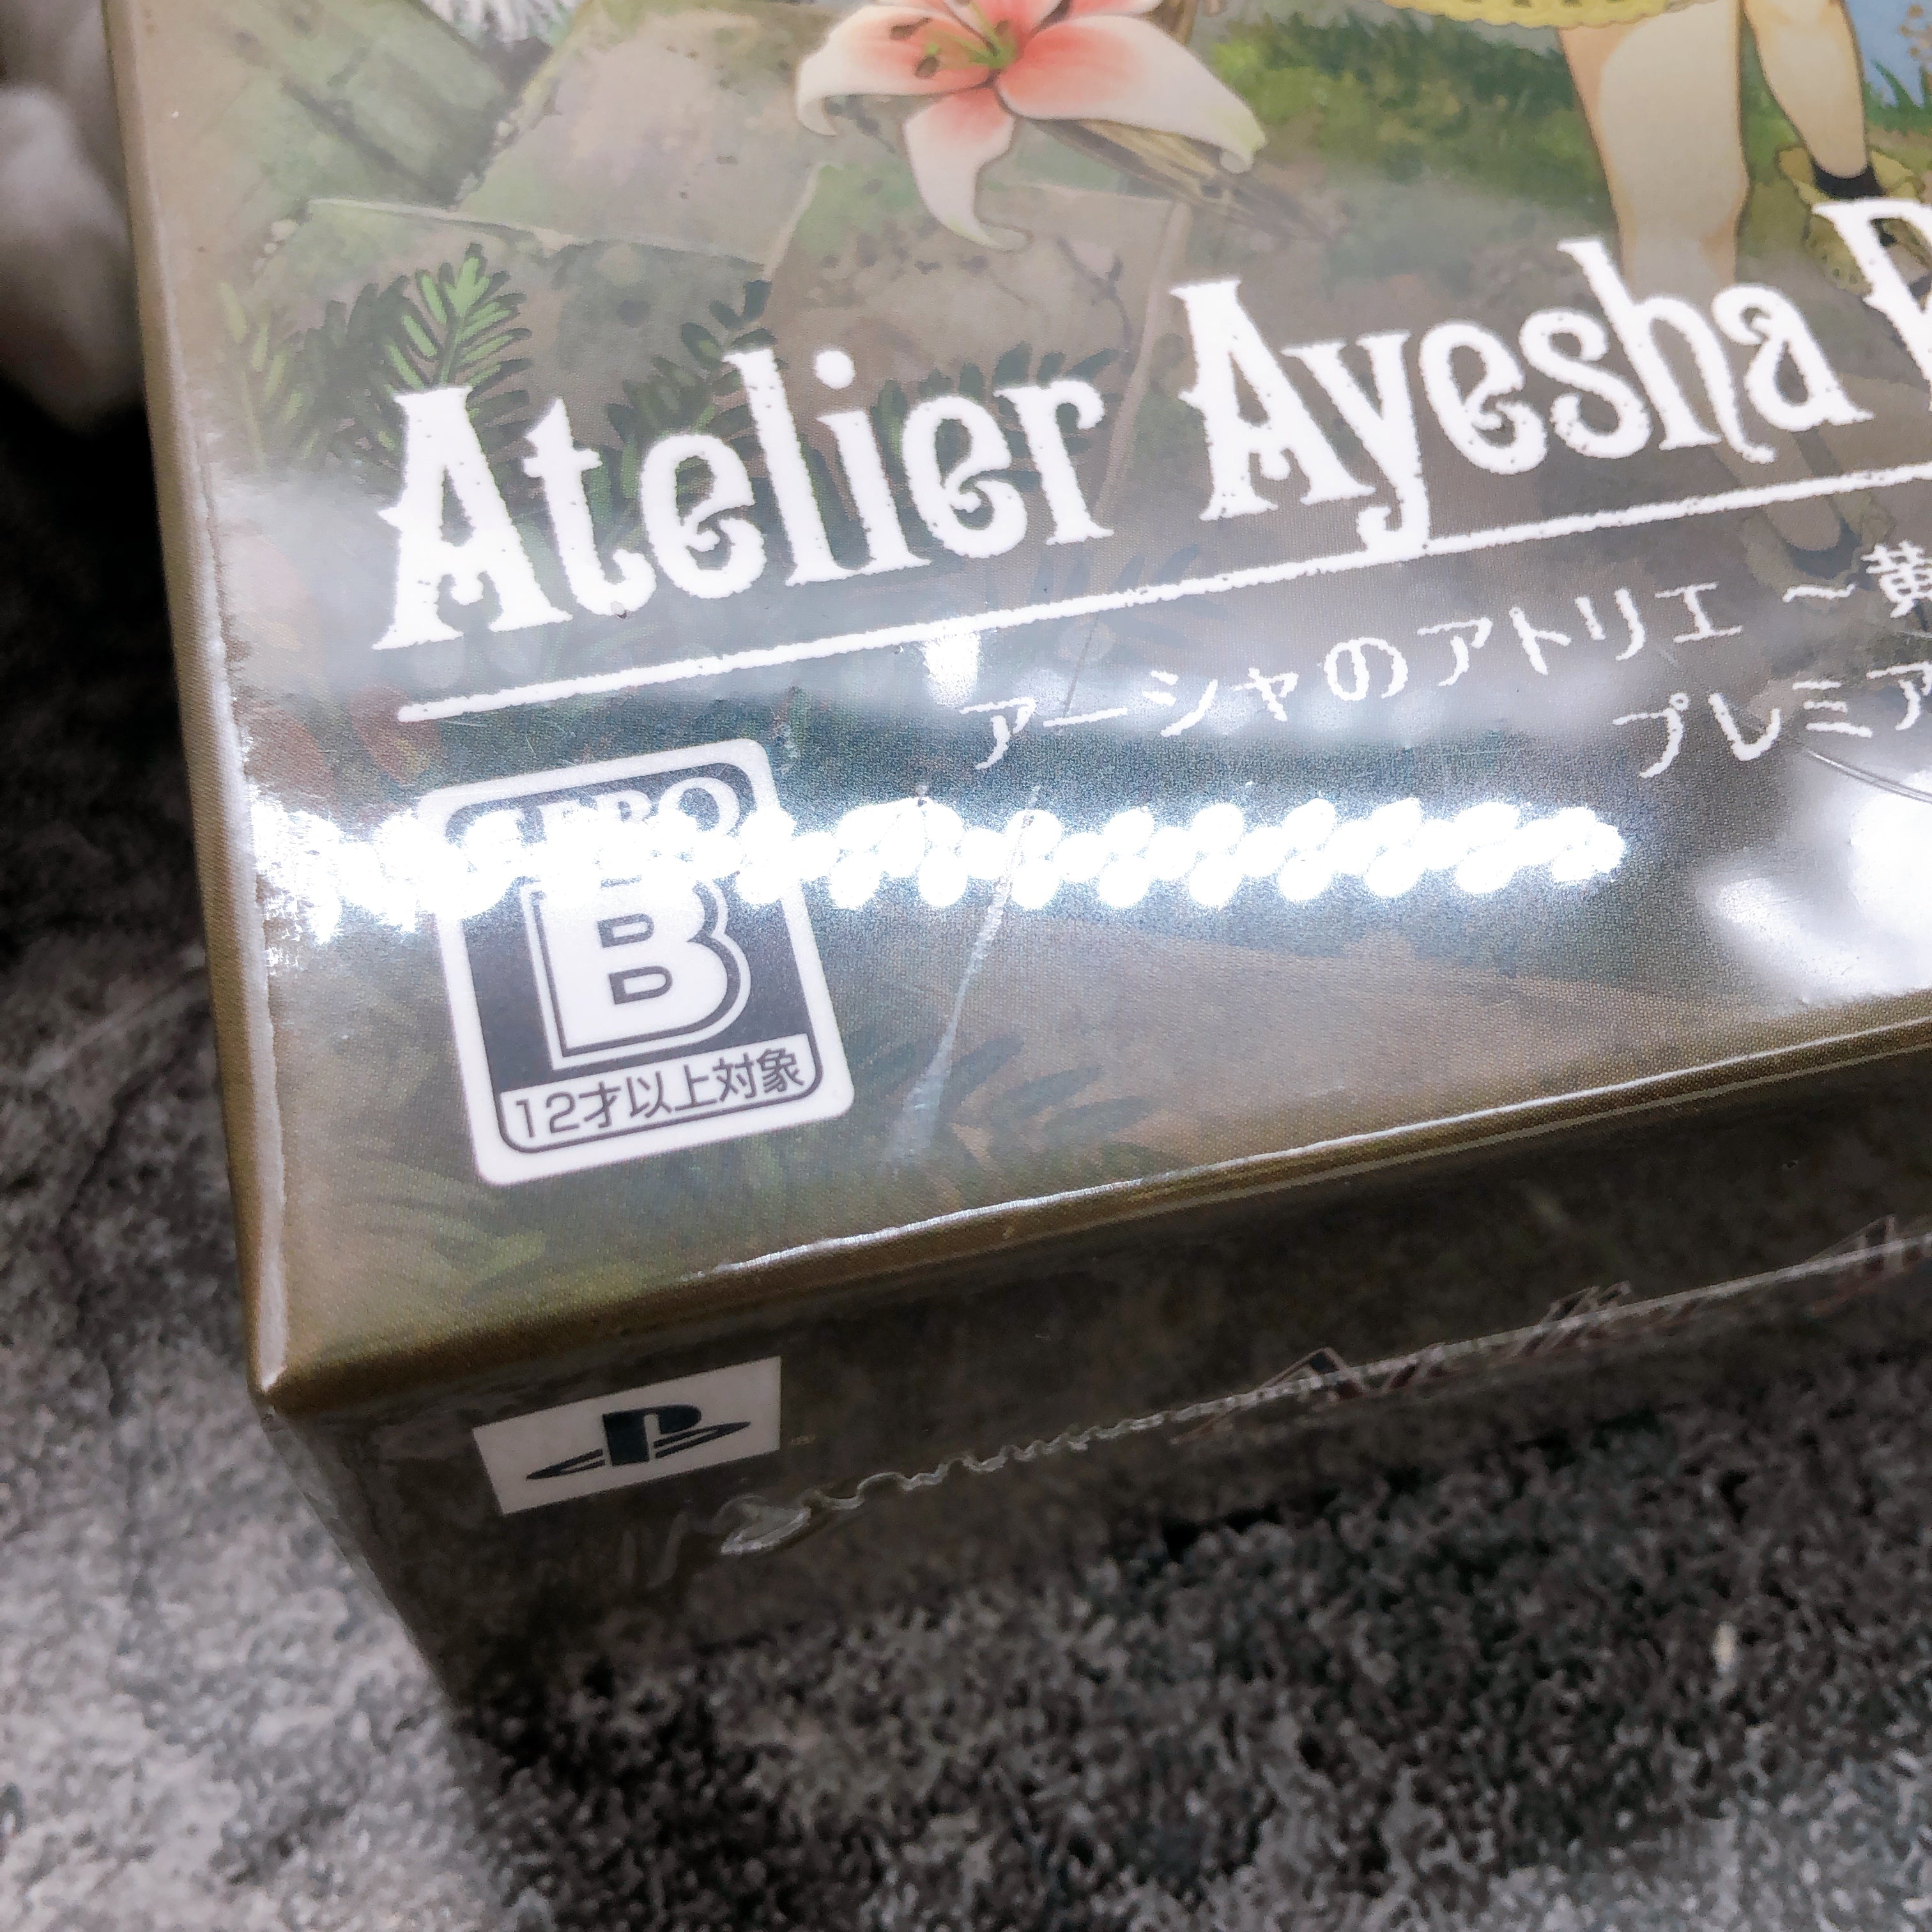 Atelier Ayesha
アーシャのアトリエ ～黄
プレミア
CERO
B
12才以上対象